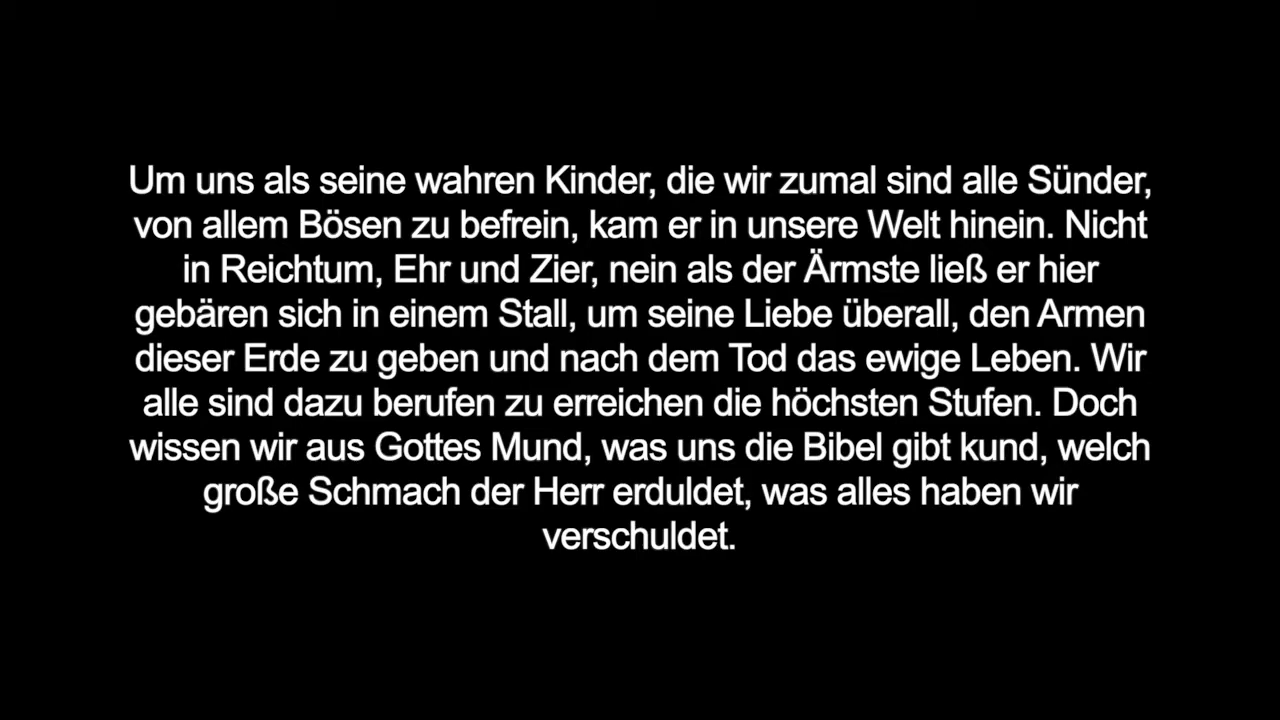 Um uns als seine wahren Kinder, die wir zumal sind alle Sünder,
von allem Bösen zu befrein, kam er in unsere Welt hinein. Nicht
in Reichtum, Ehr und Zier, nein als der Ärmste ließ er hier
gebären sich in einem Stall, um seine Liebe überall, den Armen
dieser Erde zu geben und nach dem Tod das ewige Leben. Wir
alle sind dazu berufen zu erreichen die höchsten Stufen. Doch
wissen wir aus Gottes Mund, was uns die Bibel gibt kund, welch
große Schmach der Herr erduldet, was alles haben wir
verschuldet.